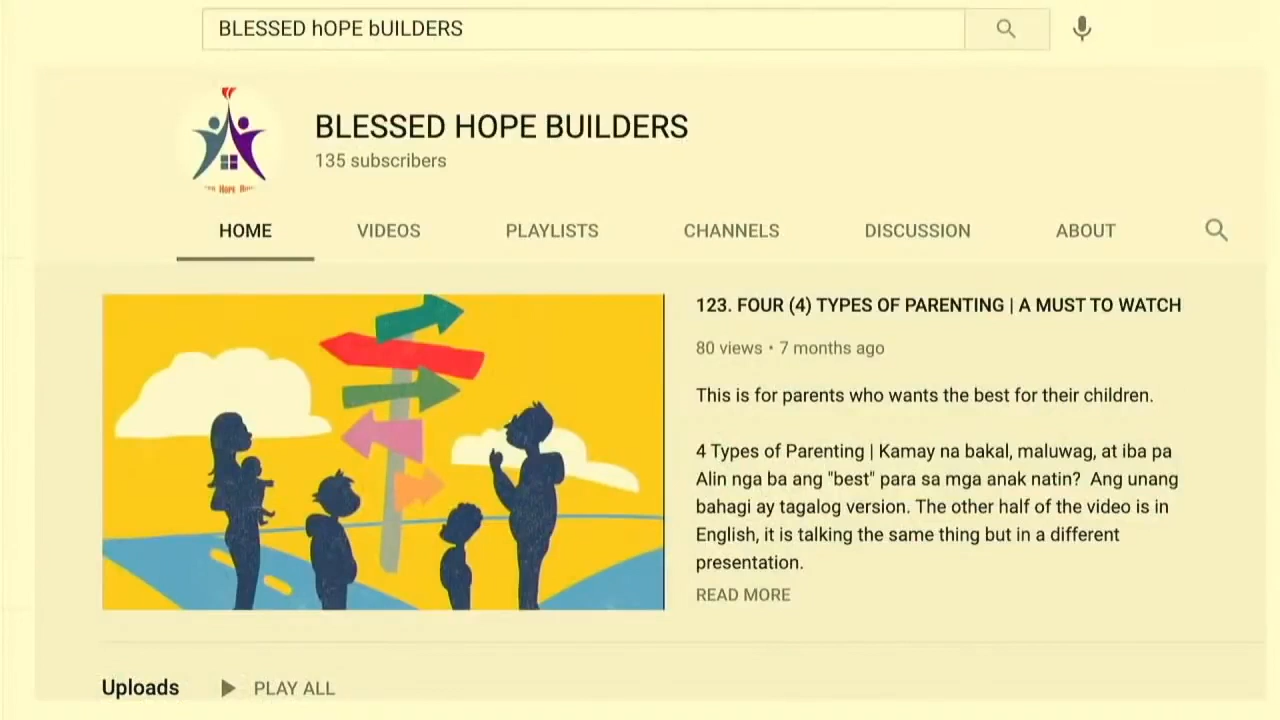 BLESSED hOPE bUILDERS
BLESSED HOPE BUILDERS
135 subscribers
HOME VIDEOS PLAYLISTS CHANNELS DISCUSSION ABOUT
123. FOUR (4) TYPES OF PARENTING | A MUST TO WATCH
80 views • 7 months ago
This is for parents who wants the best for their children.
4 Types of Parenting | Kamay na bakal, maluwag, at iba pa
Alin nga ba ang "best" para sa mga anak natin? Ang unang
bahagi ay tagalog version. The other half of the video is in
English, it is talking the same thing but in a different
presentation.
READ MORE
Uploads PLAY ALL